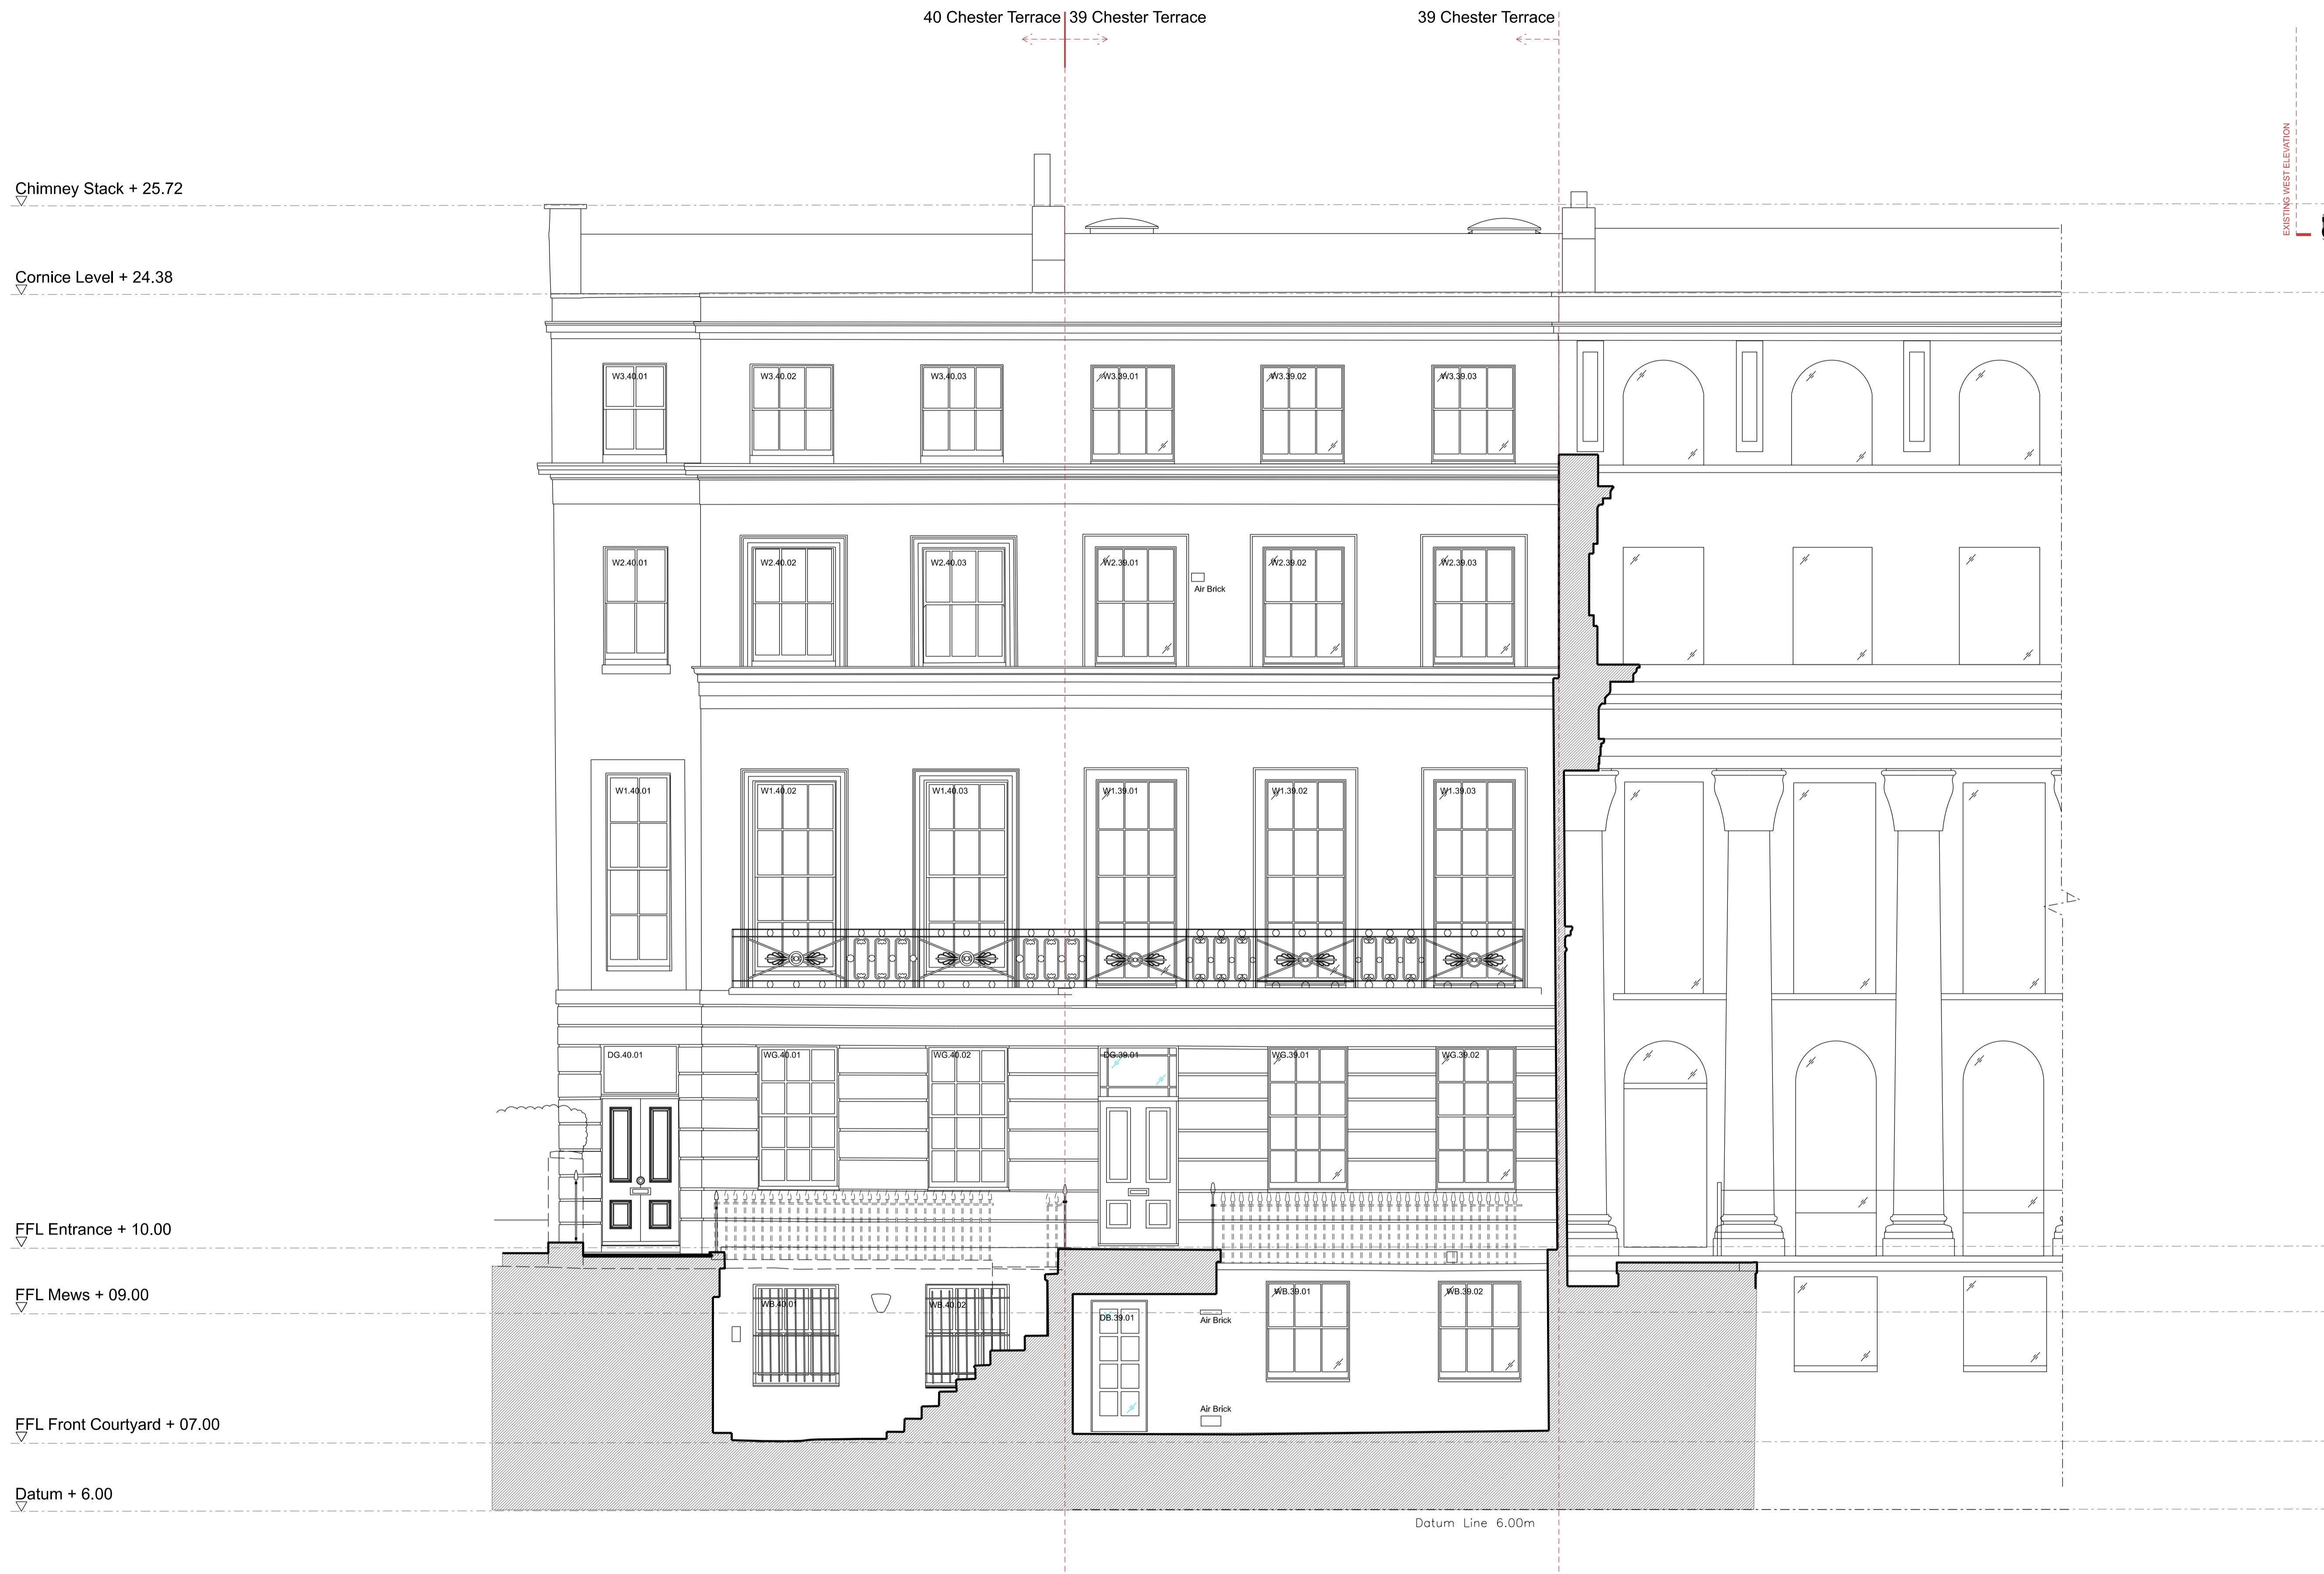 40 Chester Terrace
39 Chester Terrace
39 Chester Terrace
EXISTING WEST ELEVATION
Chimney Stack + 25.72
Cornice Level + 24.38
W3.40.01
W3.40.02
W3.40.03
W3.39.01
W3.39.02
W3.39.03
W2.40.01
W2.40.02
W2.40.03
W2.39.01
W2.39.02
W2.39.03
Air Brick
W1.40.01
W1.40.02
W1.40.03
W1.39.01
W1.39.02
W1.39.03
DG.40.01
WG.40.01
WG.40.02
DG.39.01
WG.39.01
WG.39.02
FFL Entrance + 10.00
FFL Mews + 09.00
WB.40.01
WB.40.02
DB.39.01
Air Brick
WB.39.01
WB.39.02
Air Brick
FFL Front Courtyard + 07.00
Datum + 6.00
Datum Line 6.00m